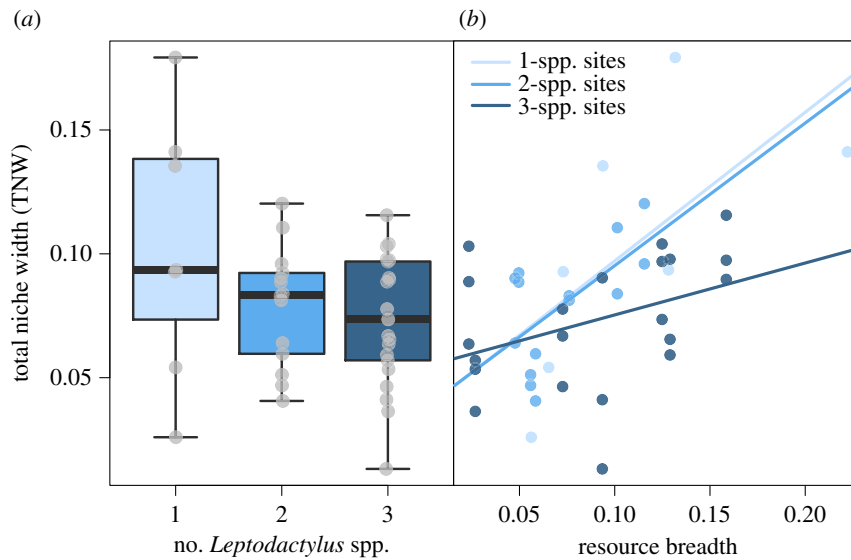 (a)
(b)
total niche width (TNW)
0.15
0.10
0.05
1 2 3
no. Leptodactylus spp.
1-spp. sites
2-spp. sites
3-spp. sites
0.05 0.10 0.15 0.20
resource breadth